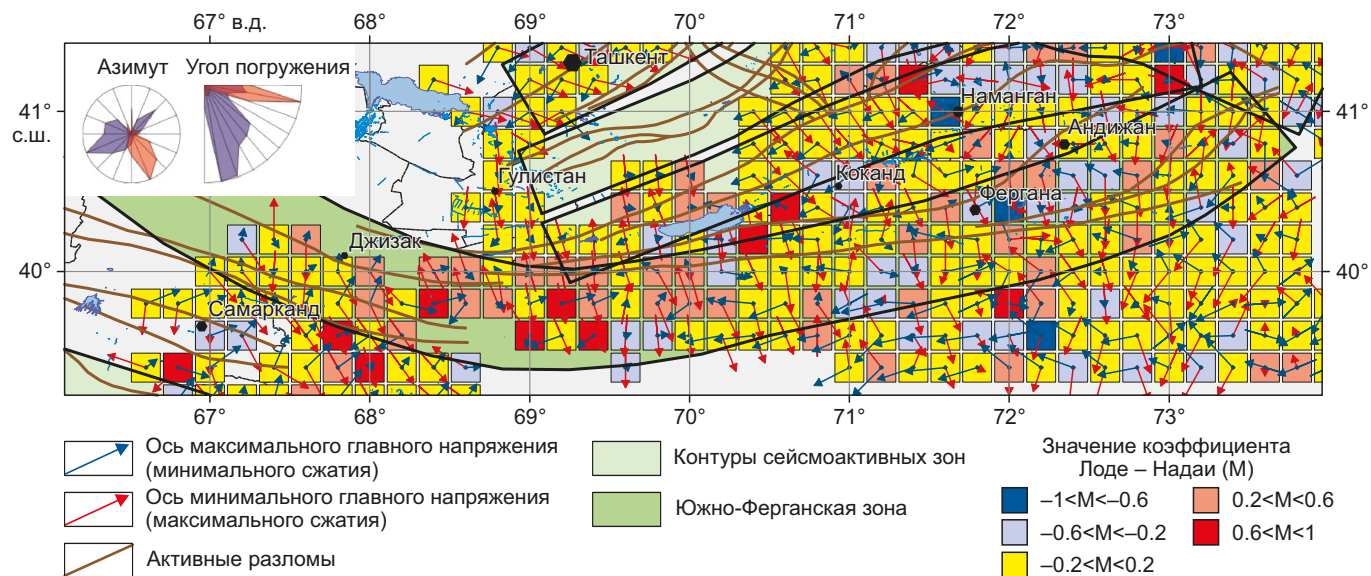 67° в.д. 68° 69° 70° 71° 72° 73°
Азимут Угол погружения
41°
с.ш.
40°
41°
40°
Ташкент
Наманган
Андижан
Гулистан
Коканд
Фергана
Джизак
Самарканд
67° 68° 69° 70° 71° 72° 73°
Ось максимального главного напряжения
(минимального сжатия)
Ось минимального главного напряжения
(максимального сжатия)
Активные разломы
Контуры сейсмоактивных зон
Южно-Ферганская зона
Значение коэффициента
Лоде – Надаи (М)
–1<M<–0.6
–0.6<M<–0.2
–0.2<M<0.2
0.2<M<0.6
0.6<M<1